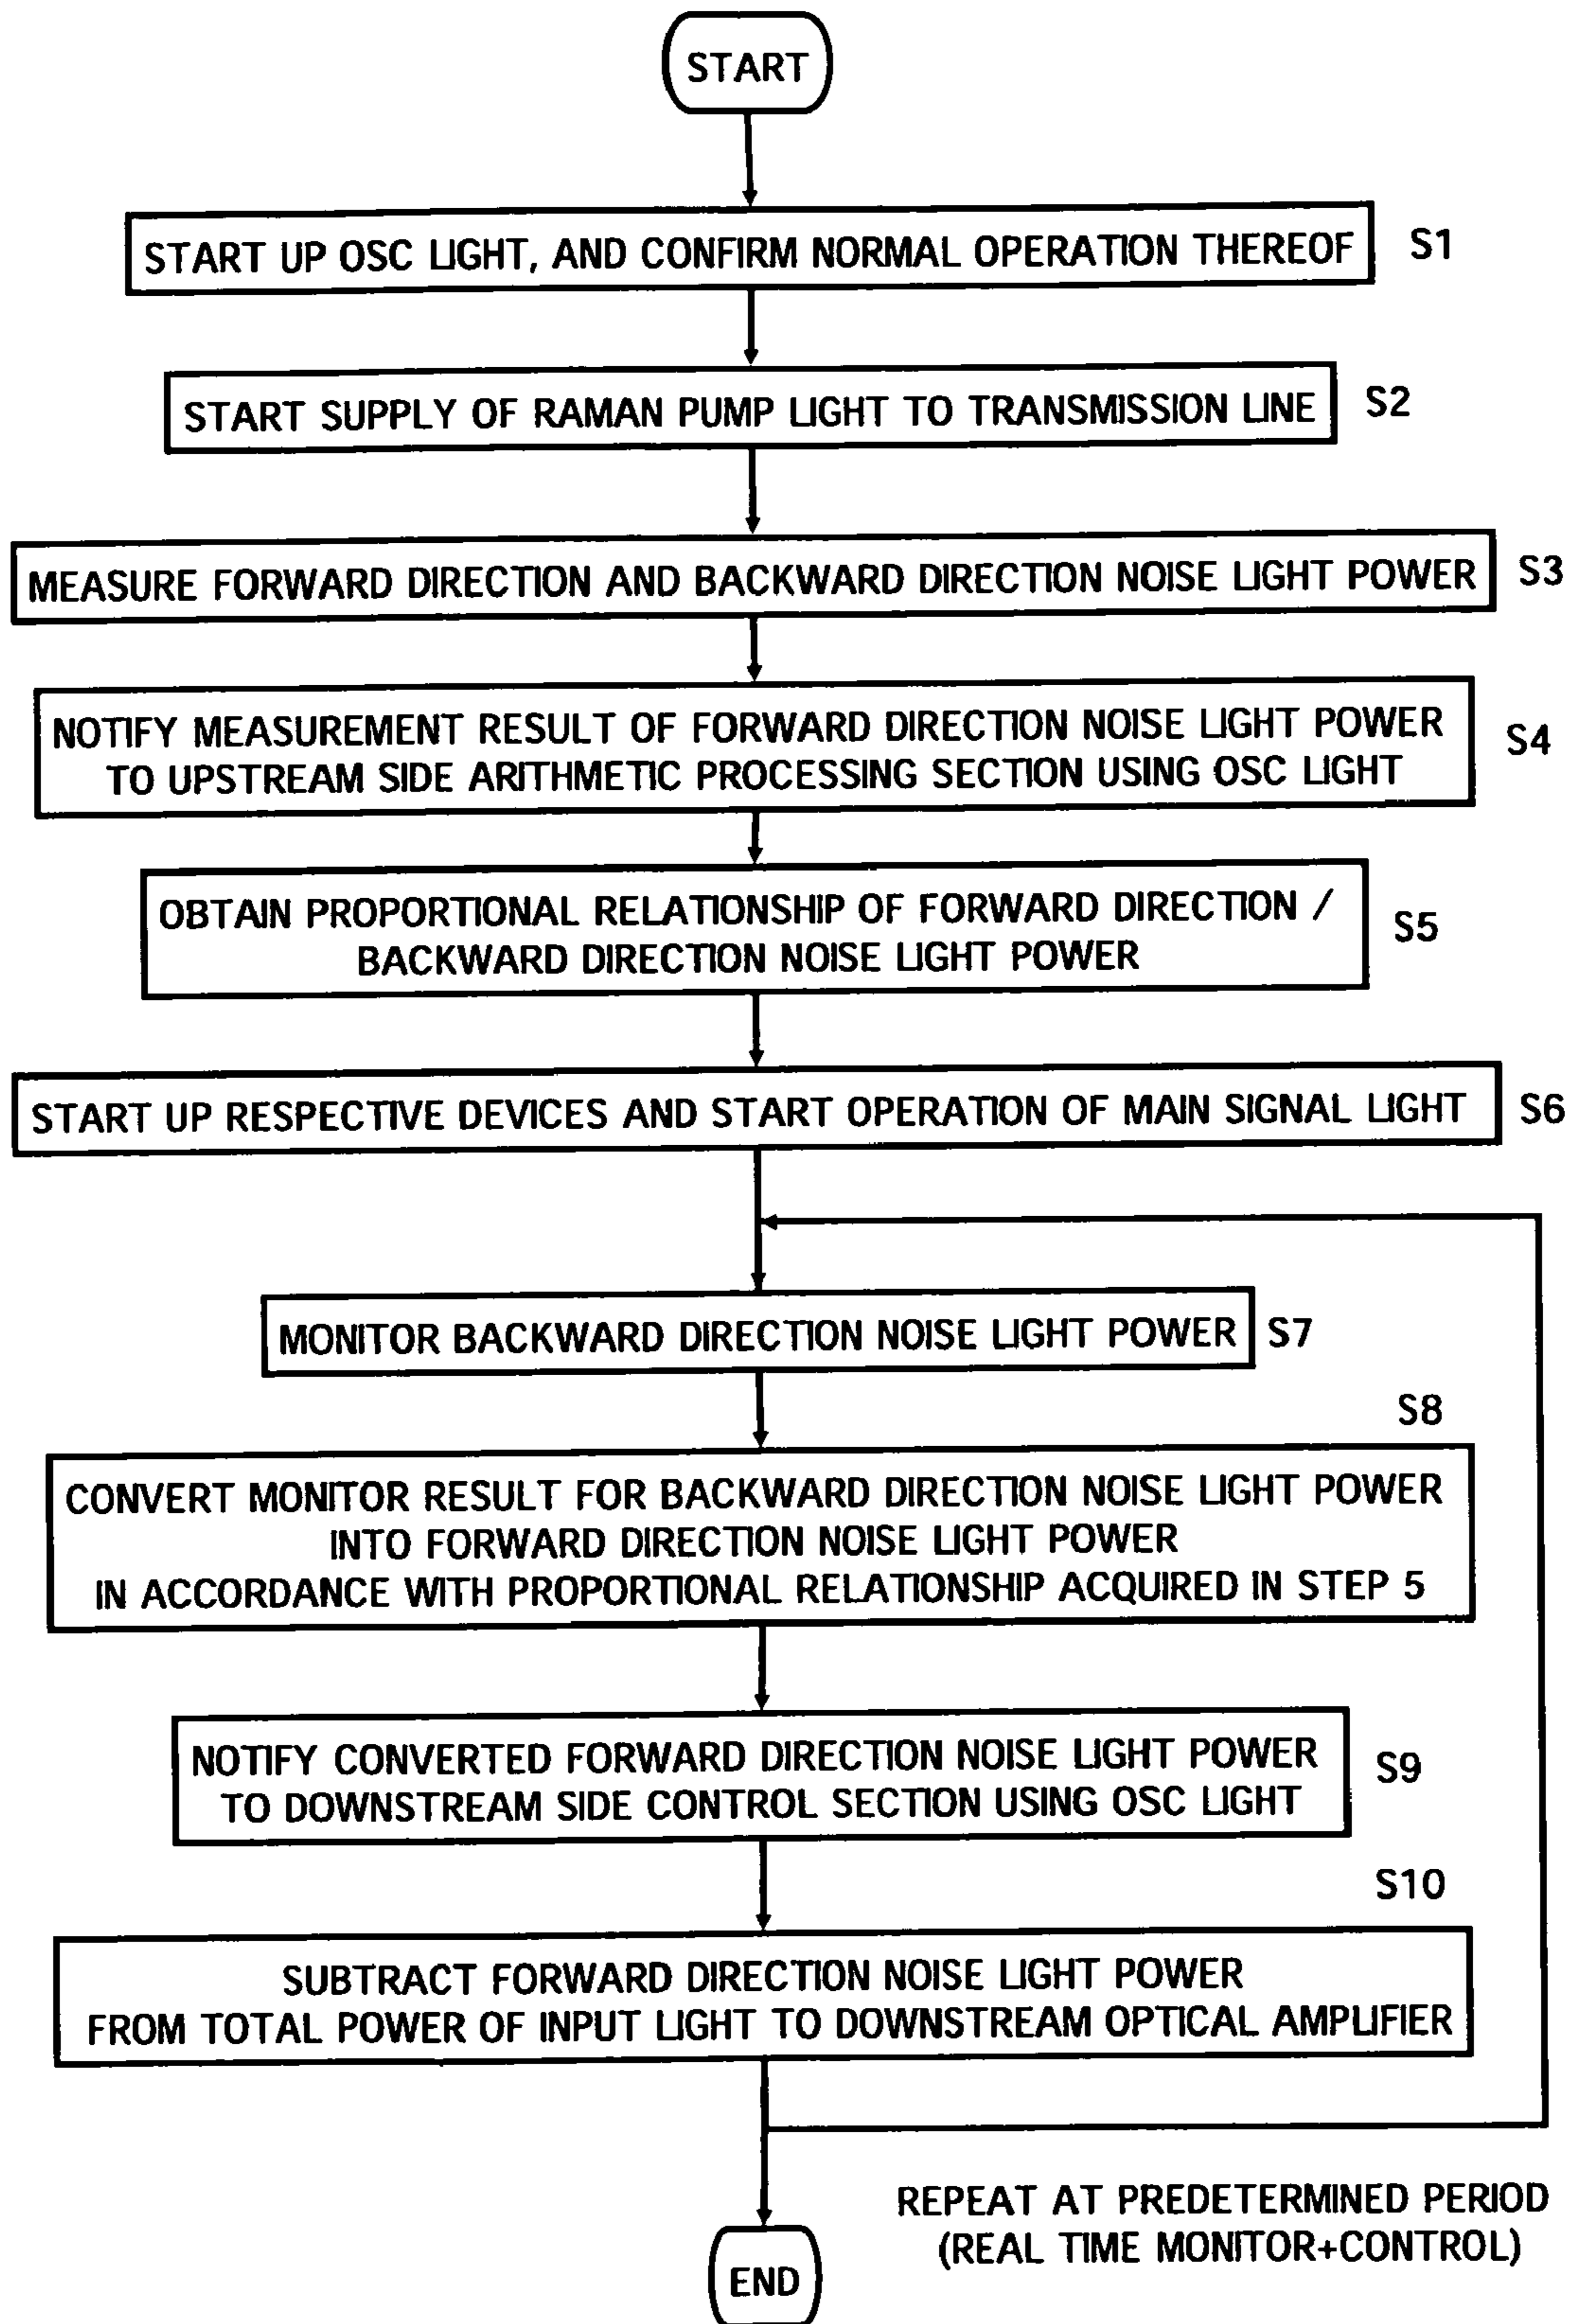 START
START UP OSC LIGHT, AND CONFIRM NORMAL OPERATION THEREOF
S1
START SUPPLY OF RAMAN PUMP LIGHT TO TRANSMISSION LINE
S2
MEASURE FORWARD DIRECTION AND BACKWARD DIRECTION NOISE LIGHT POWER
S3
NOTIFY MEASUREMENT RESULT OF FORWARD DIRECTION NOISE LIGHT POWER
TO UPSTREAM SIDE ARITHMETIC PROCESSING SECTION USING OSC LIGHT
S4
OBTAIN PROPORTIONAL RELATIONSHIP OF FORWARD DIRECTION /
BACKWARD DIRECTION NOISE LIGHT POWER
S5
START UP RESPECTIVE DEVICES AND START OPERATION OF MAIN SIGNAL LIGHT
S6
MONITOR BACKWARD DIRECTION NOISE LIGHT POWER
S7
S8
CONVERT MONITOR RESULT FOR BACKWARD DIRECTION NOISE LIGHT POWER
INTO FORWARD DIRECTION NOISE LIGHT POWER
IN ACCORDANCE WITH PROPORTIONAL RELATIONSHIP ACQUIRED IN STEP 5
NOTIFY CONVERTED FORWARD DIRECTION NOISE LIGHT POWER
TO DOWNSTREAM SIDE CONTROL SECTION USING OSC LIGHT
S9
S10
SUBTRACT FORWARD DIRECTION NOISE LIGHT POWER
FROM TOTAL POWER OF INPUT LIGHT TO DOWNSTREAM OPTICAL AMPLIFIER
REPEAT AT PREDETERMINED PERIOD
(REAL TIME MONITOR+CONTROL)
END